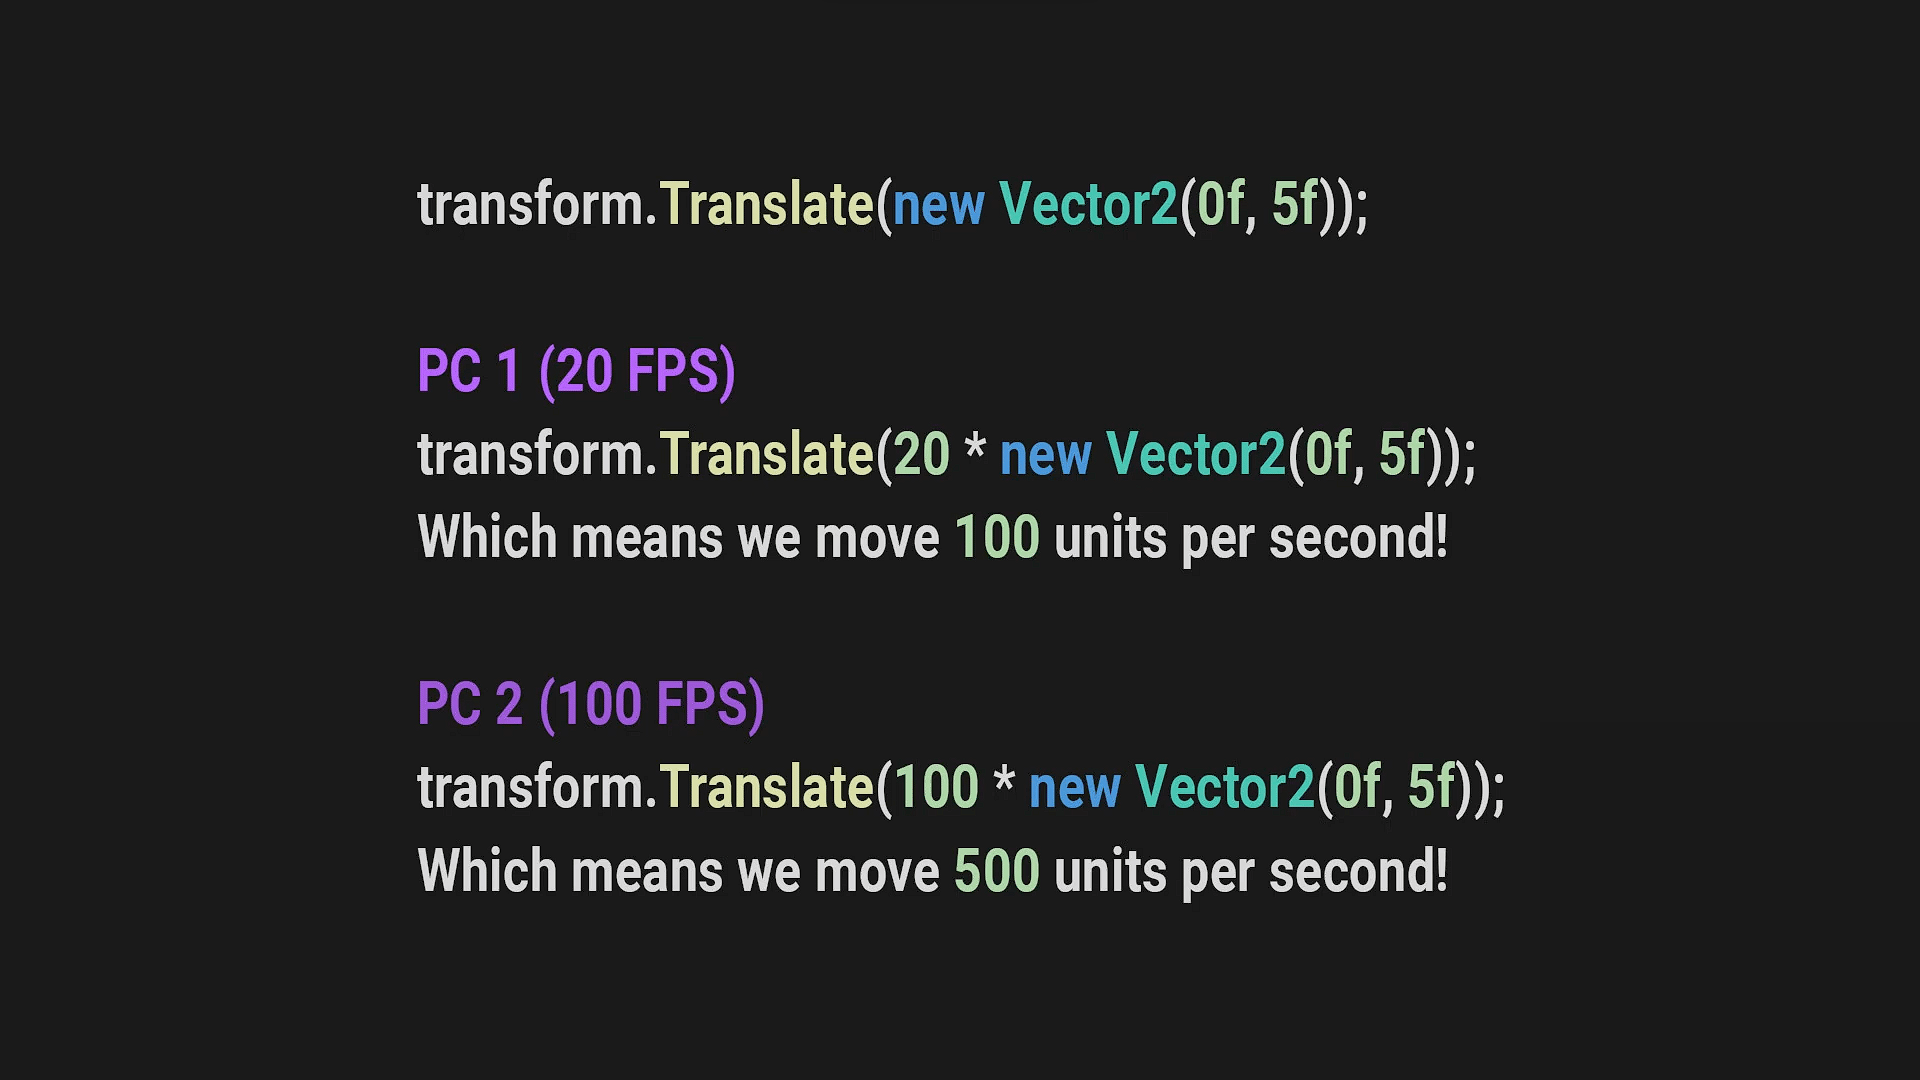 transform.Translate(new Vector2(0f, 5f));
PC 1 (20 FPS)
transform.Translate(20 * new Vector2(0f, 5f));
Which means we move 100 units per second!
PC 2 (100 FPS)
transform.Translate(100 * new Vector2(0f, 5f));
Which means we move 500 units per second!